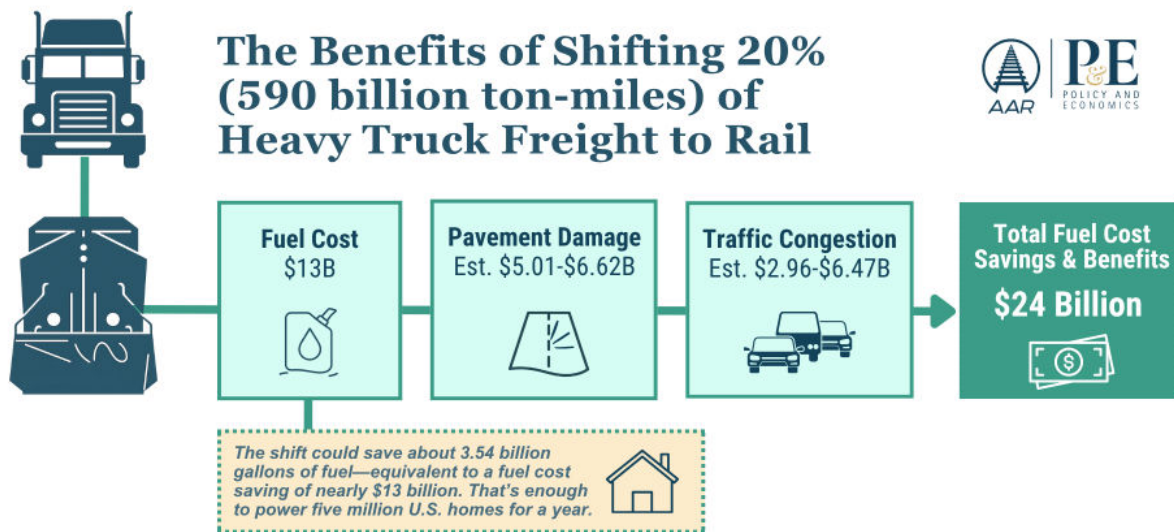 The Benefits of Shifting 20%
(590 billion ton-miles) of
Heavy Truck Freight to Rail
AAR
P&E
POLICY AND
ECONOMICS
Fuel Cost
$13B
Pavement Damage
Est. $5.01-$6.62B
Traffic Congestion
Est. $2.96-$6.47B
Total Fuel Cost
Savings & Benefits
$24 Billion
$
The shift could save about 3.54 billion
gallons of fuel—equivalent to a fuel cost
saving of nearly $13 billion. That's enough
to power five million U.S. homes for a year.